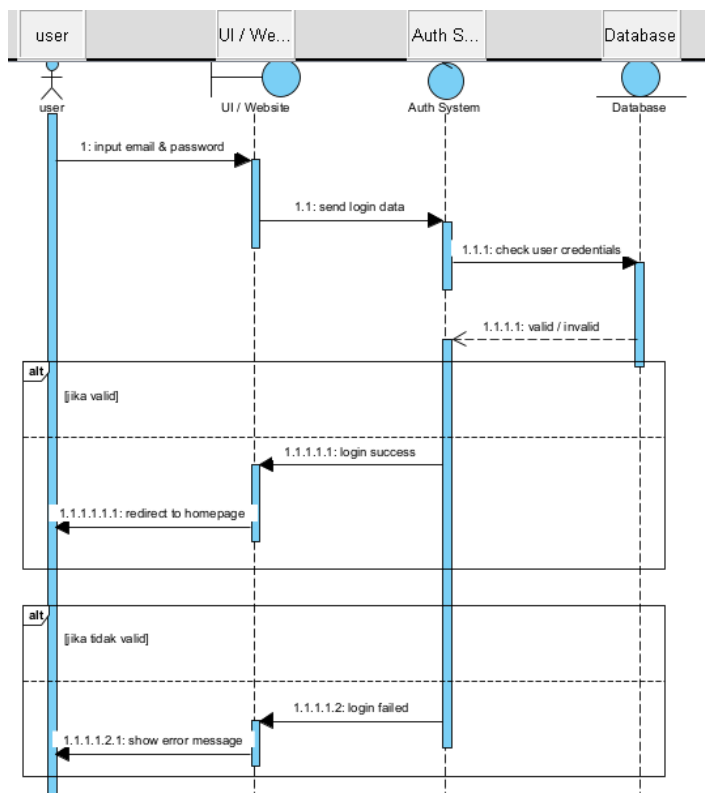 user
UI / We...
Auth S...
Database
user
UI / Website
Auth System
Database
1: input email & password
1.1: send login data
1.1.1: check user credentials
1.1.1.1: valid / invalid
alt
[jika valid]
1.1.1.1.1: login success
1.1.1.1.1.1: redirect to homepage
alt
[jika tidak valid]
1.1.1.1.2: login failed
1.1.1.1.2.1: show error message